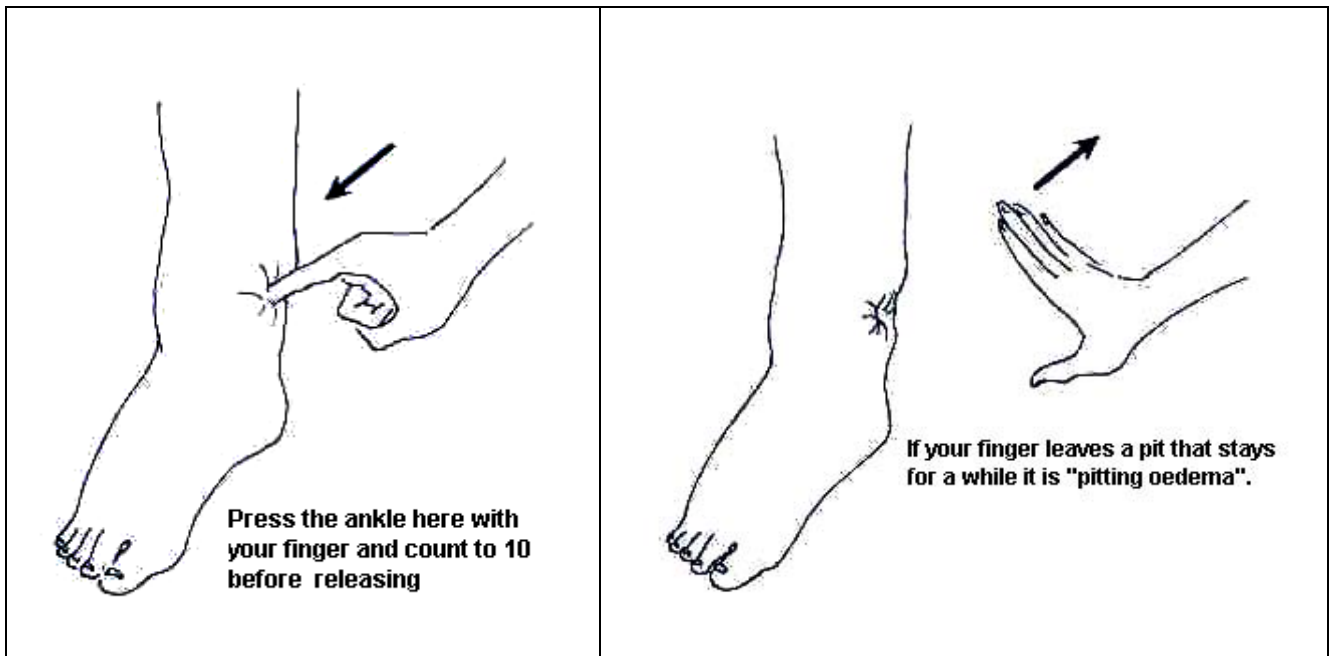 Press the ankle here with
your finger and count to 10
before releasing
If your finger leaves a pit that stays
for a while it is "pitting oedema".